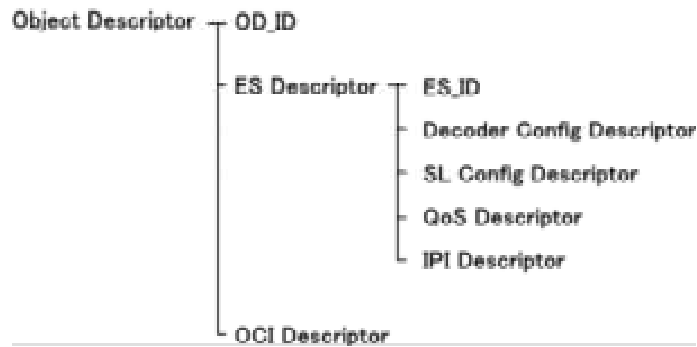 Object Descriptor OD_ID
ES Descriptor ES_ID
Decoder Config Descriptor
SL Config Descriptor
QoS Descriptor
IPI Descriptor
OCI Descriptor